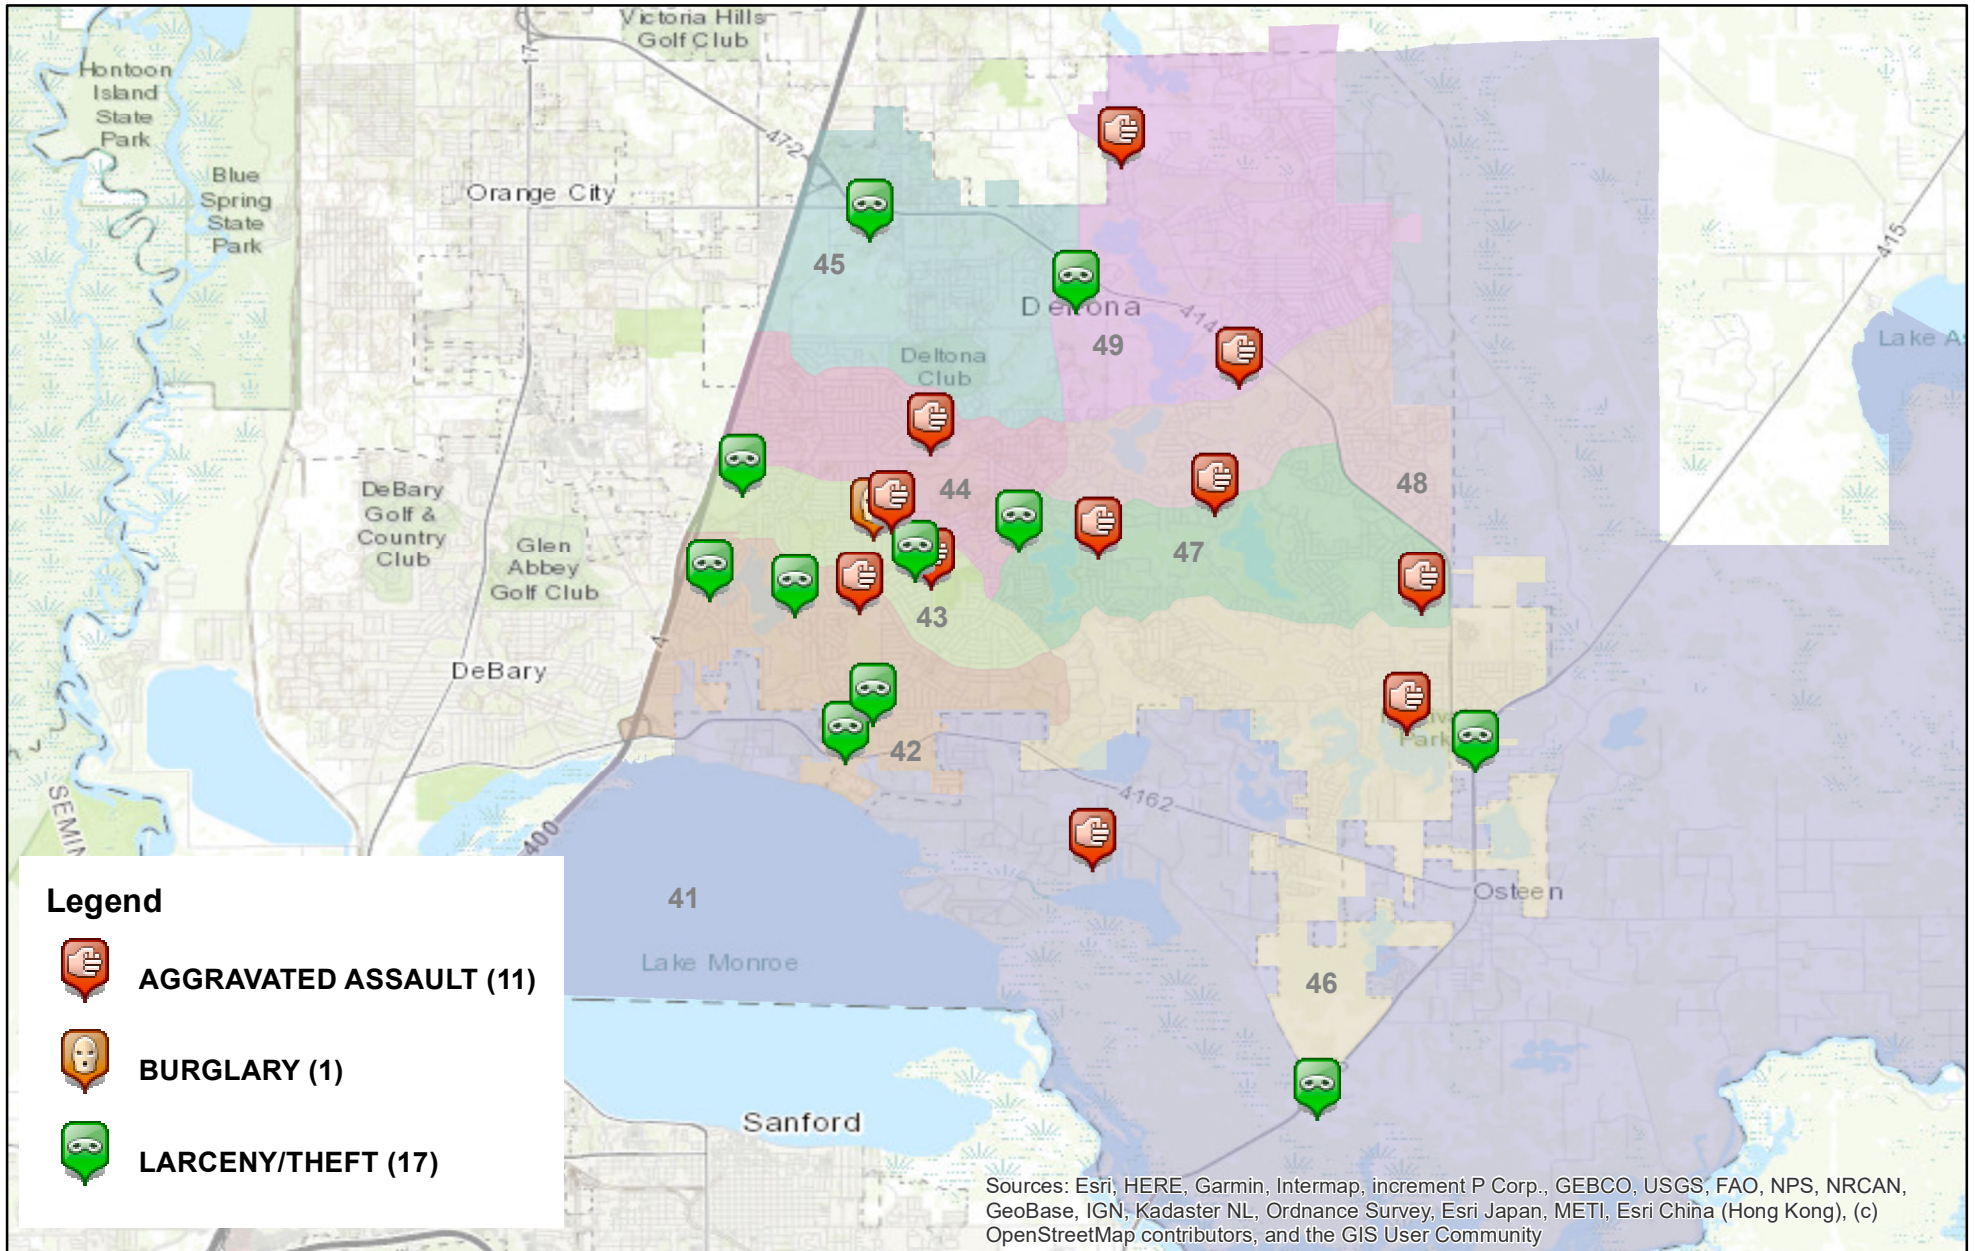 Victoria Hills
Golf Club
17
Hontoon
Island
State
Park
472
Blue
Spring
State
Park
Orange City
415
45
Deltona
414
49
Deltona
Club
DeBary
Golf &
Country
Club
44
48
Glen
Abbey
Golf Club
47
43
4
DeBary
Park
42
4162
400
Osteen
41
Lake Monroe
46
Sanford
Legend
AGGRAVATED ASSAULT (11)
BURGLARY (1)
LARCENY/THEFT (17)
Sources: Esri, HERE, Garmin, Intermap, increment P Corp., GEBCO, USGS, FAO, NPS, NRCAN,
GeoBase, IGN, Kadaster NL, Ordnance Survey, Esri Japan, METI, Esri China (Hong Kong), (c)
OpenStreetMap contributors, and the GIS User Community